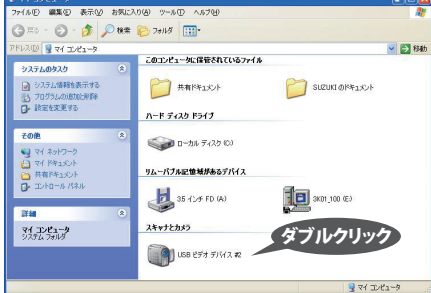 マイ コンピュータ
ファイル(F) 編集(E) 表示(V) お気に入り(A) ツール(T) ヘルプ(H)
戻る 検索 フォルダ
アドレス(D) マイ コンピュータ 移動
システムのタスク
システム情報を表示する
プログラムの追加と削除
設定を変更する
その他
マイ ネットワーク
マイ ドキュメント
共有ドキュメント
コントロール パネル
詳細
マイ コンピュータ
システム フォルダ
このコンピュータに保管されているファイル
共有ドキュメント SUZUKI のドキュメント
ハード ディスク ドライブ
ローカル ディスク (C:)
リムーバブル記憶域があるデバイス
3.5 インチ FD (A:) 3K01_100 (E:)
スキャナとカメラ
USB ビデオ デバイス #2
ダブルクリック
マイ コンピュータ